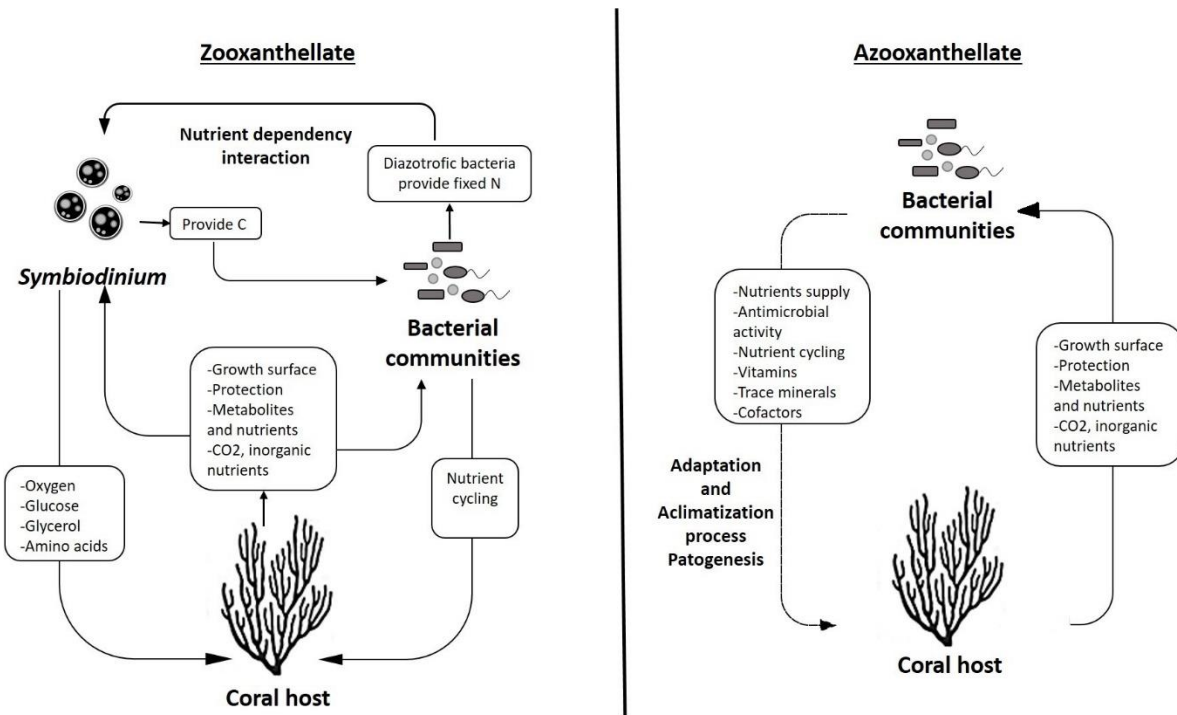 Zooxanthellate
Nutrient dependency
interaction
Diazotrofic bacteria
provide fixed N
Provide C
Symbiodinium
Bacterial
communities
-Growth surface
-Protection
-Metabolites
and nutrients
-CO2, inorganic
nutrients
-Oxygen
-Glucose
-Glycerol
-Amino acids
Nutrient
cycling
Coral host
Azooxanthellate
Bacterial
communities
-Nutrients supply
-Antimicrobial
activity
-Nutrient cycling
-Vitamins
-Trace minerals
-Cofactors
-Growth surface
-Protection
-Metabolites
and nutrients
-CO2, inorganic
nutrients
Adaptation
and
Aclimatization
process
Patogenesis
Coral host